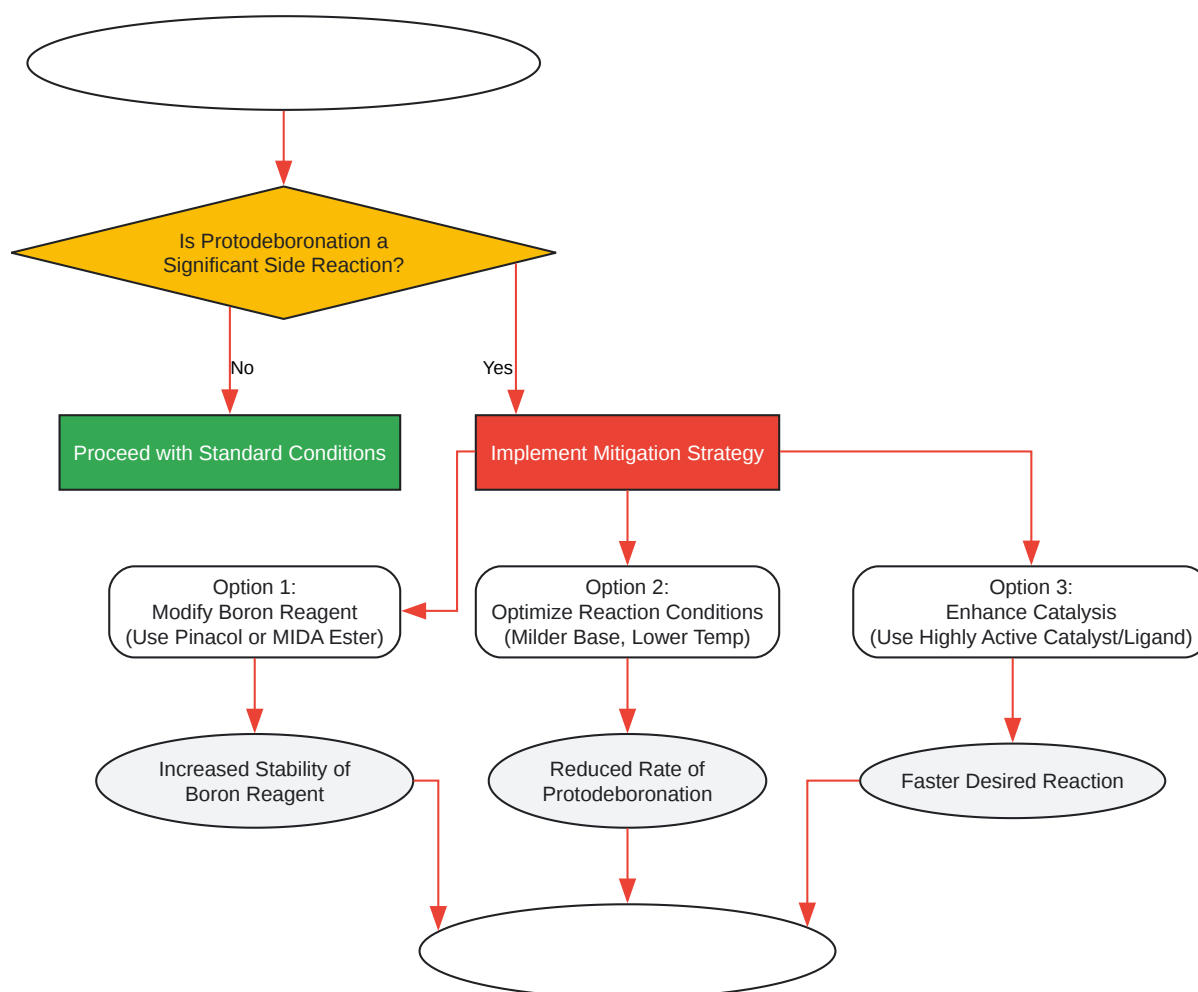 Is Protodeboronation a
Significant Side Reaction?
No
Yes
Proceed with Standard Conditions
Implement Mitigation Strategy
Option 1:
Modify Boron Reagent
(Use Pinacol or MIDA Ester)
Option 2:
Optimize Reaction Conditions
(Milder Base, Lower Temp)
Option 3:
Enhance Catalysis
(Use Highly Active Catalyst/Ligand)
Increased Stability of
Boron Reagent
Reduced Rate of
Protodeboronation
Faster Desired Reaction